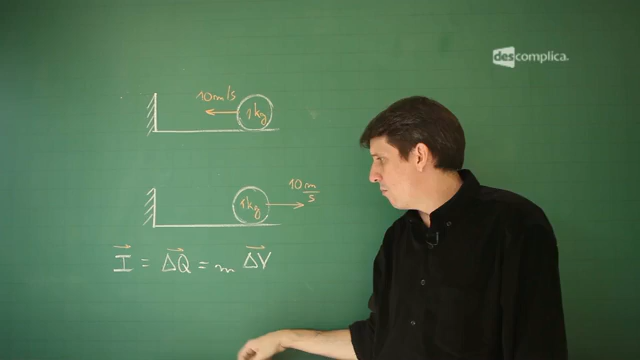 descomplica.
10 m/s
1kg
10 m/s
1kg
I = ΔQ = m ΔV